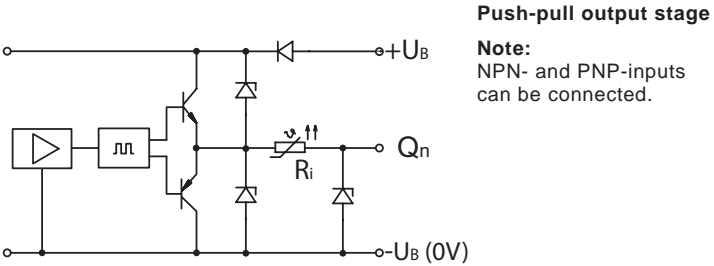 Push-pull output stage
Note:
NPN- and PNP-inputs
can be connected.
+UB
ϑ
Qn
Ri
-UB (0V)